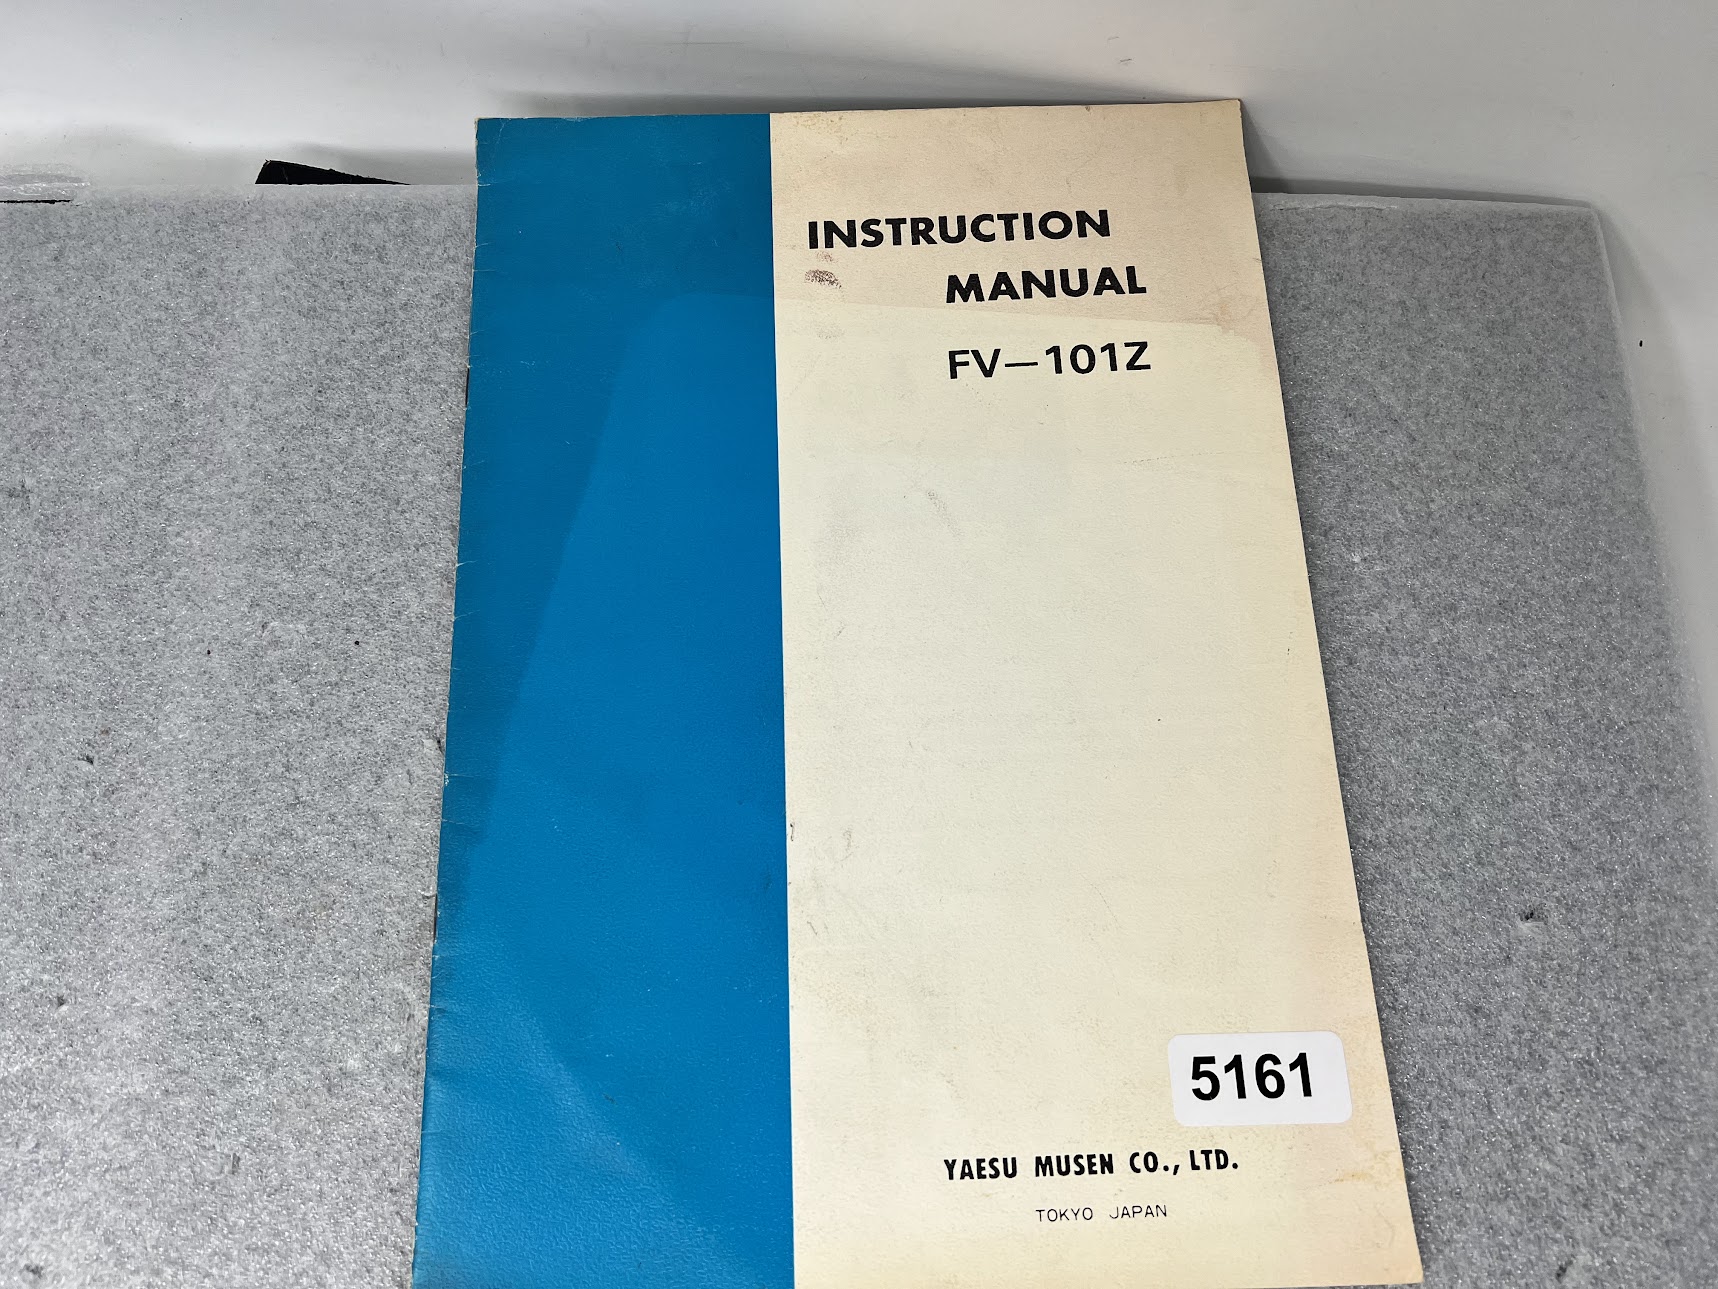 INSTRUCTION
MANUAL
FV—101Z
5161
YAESU MUSEN CO., LTD.
TOKYO JAPAN